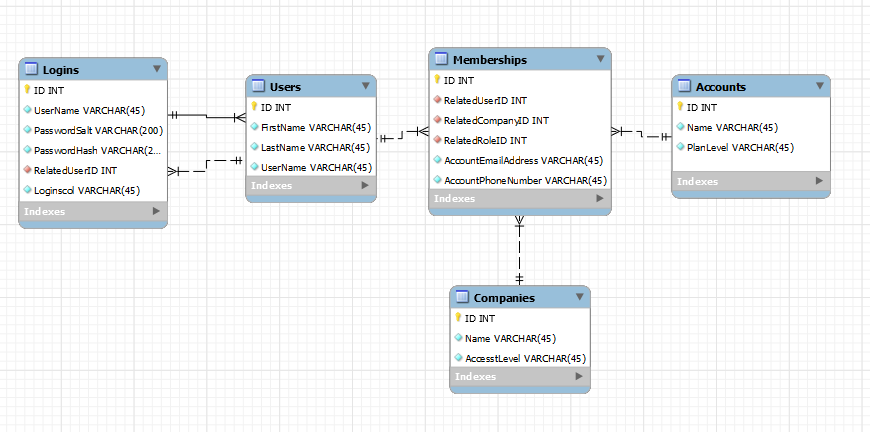 Logins
ID INT
UserName VARCHAR(45)
PasswordSalt VARCHAR(200)
PasswordHash VARCHAR(2...
RelatedUserID INT
Loginscol VARCHAR(45)
Indexes
Users
ID INT
FirstName VARCHAR(45)
LastName VARCHAR(45)
UserName VARCHAR(45)
Indexes
Memberships
ID INT
RelatedUserID INT
RelatedCompanyID INT
RelatedRoleID INT
AccountEmailAddress VARCHAR(45)
AccountPhoneNumber VARCHAR(45)
Indexes
Accounts
ID INT
Name VARCHAR(45)
PlanLevel VARCHAR(45)
Indexes
Companies
ID INT
Name VARCHAR(45)
AccesstLevel VARCHAR(45)
Indexes